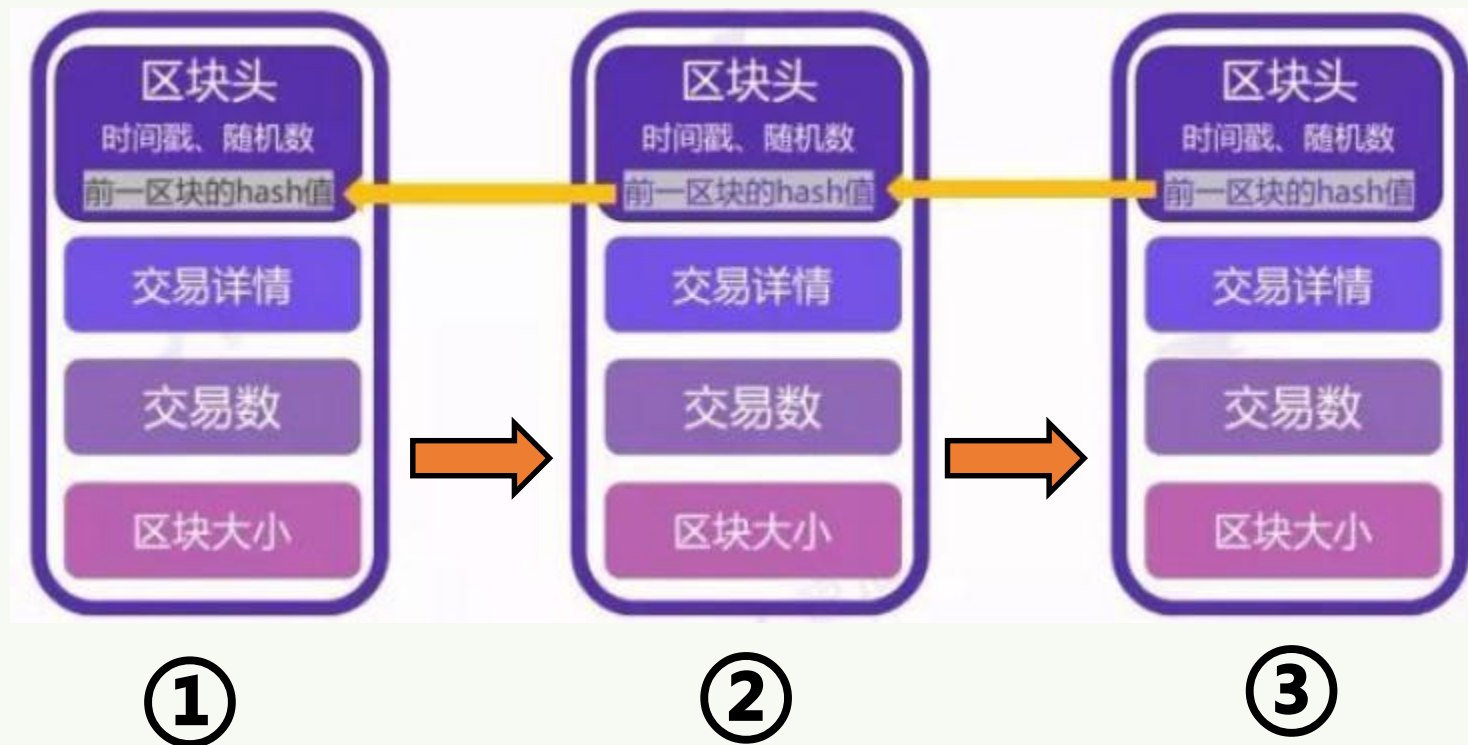 区块头
时间戳、随机数
前一区块的hash值
交易详情
交易数
区块大小
①
区块头
时间戳、随机数
前一区块的hash值
交易详情
交易数
区块大小
②
区块头
时间戳、随机数
前一区块的hash值
交易详情
交易数
区块大小
③